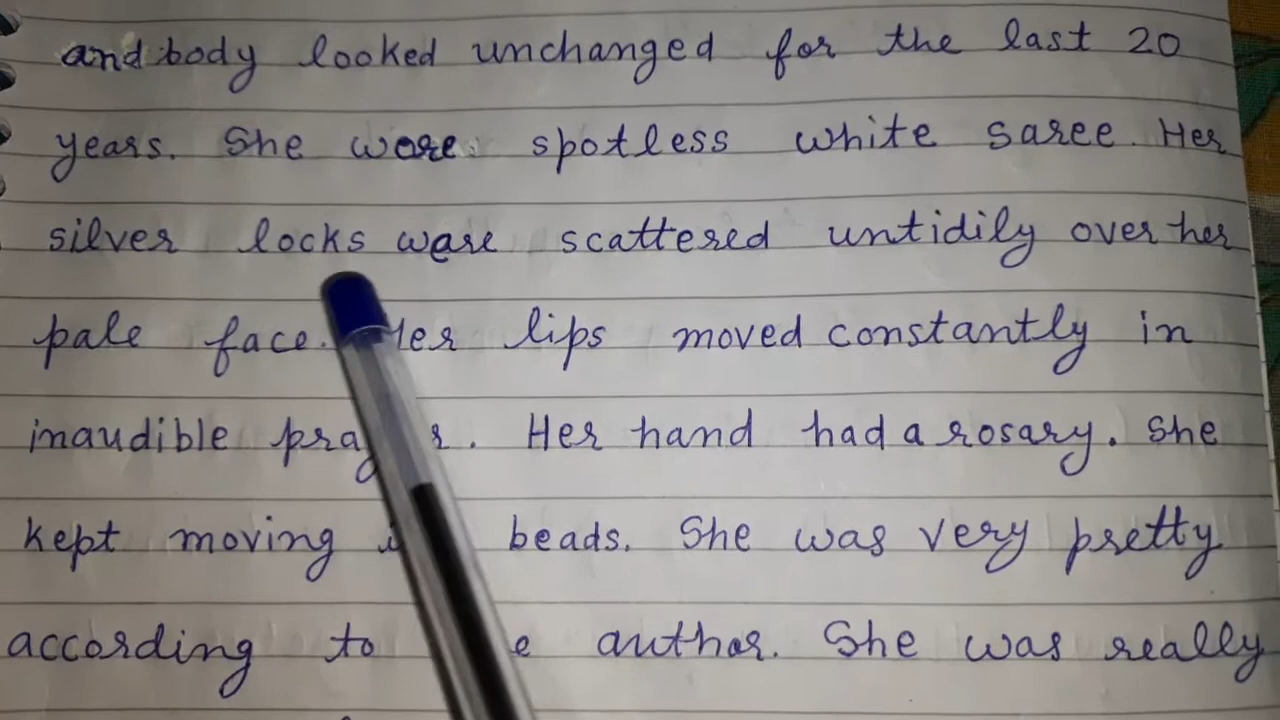 and body looked unchanged for the last 20
years. She wore spotless white saree. Her
silver locks were scattered untidily over her
pale face. Her lips moved constantly in
inaudible . Her hand had a rosary. She
kept moving beads. She was very pretty
according to author. She was really